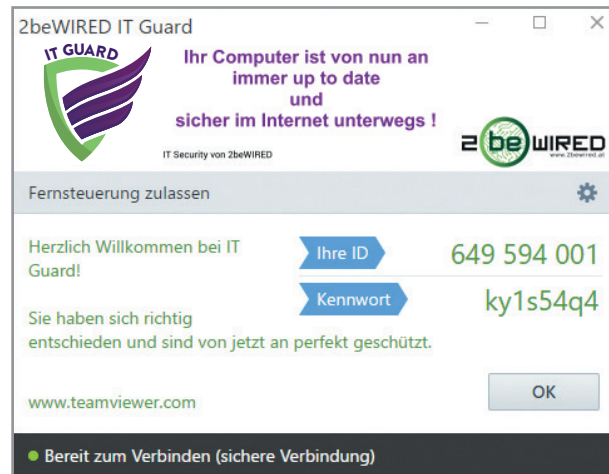 2beWIRED IT Guard
IT GUARD
Ihr Computer ist von nun an
immer up to date
und
sicher im Internet unterwegs !
IT Security von 2beWIRED
2 be WIRED
www.2bewired.at
Fernsteuerung zulassen
Herzlich Willkommen bei IT
Guard!
Ihre ID
649 594 001
Kennwort
ky1s54q4
Sie haben sich richtig
entschieden und sind von jetzt an perfekt geschützt.
www.teamviewer.com
OK
Bereit zum Verbinden (sichere Verbindung)